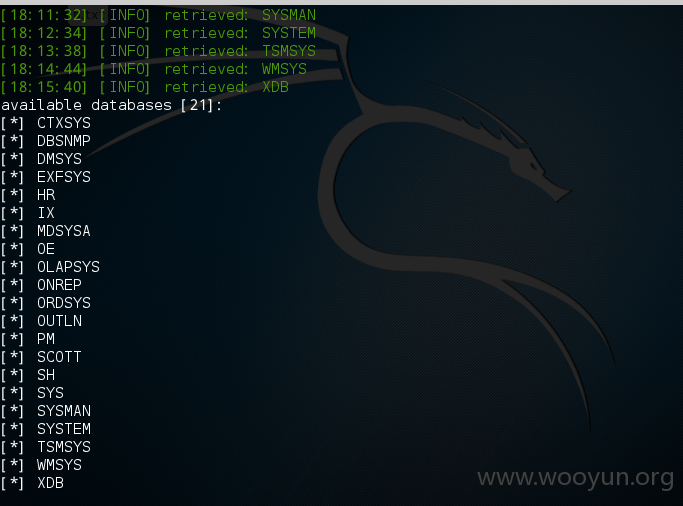 [18:11:32] [INFO] retrieved: SYSMAN
[18:12:34] [INFO] retrieved: SYSTEM
[18:13:38] [INFO] retrieved: TSMSYS
[18:14:44] [INFO] retrieved: WMSYS
[18:15:40] [INFO] retrieved: XDB
available databases [21]:
[*] CTXSYS
[*] DBSNMP
[*] DMSYS
[*] EXFSYS
[*] HR
[*] IX
[*] MDSYSA
[*] OE
[*] OLAPSYS
[*] ONREP
[*] ORDSYS
[*] OUTLN
[*] PM
[*] SCOTT
[*] SH
[*] SYS
[*] SYSMAN
[*] SYSTEM
[*] TSMSYS
[*] WMSYS
[*] XDB
www.wooyun.org